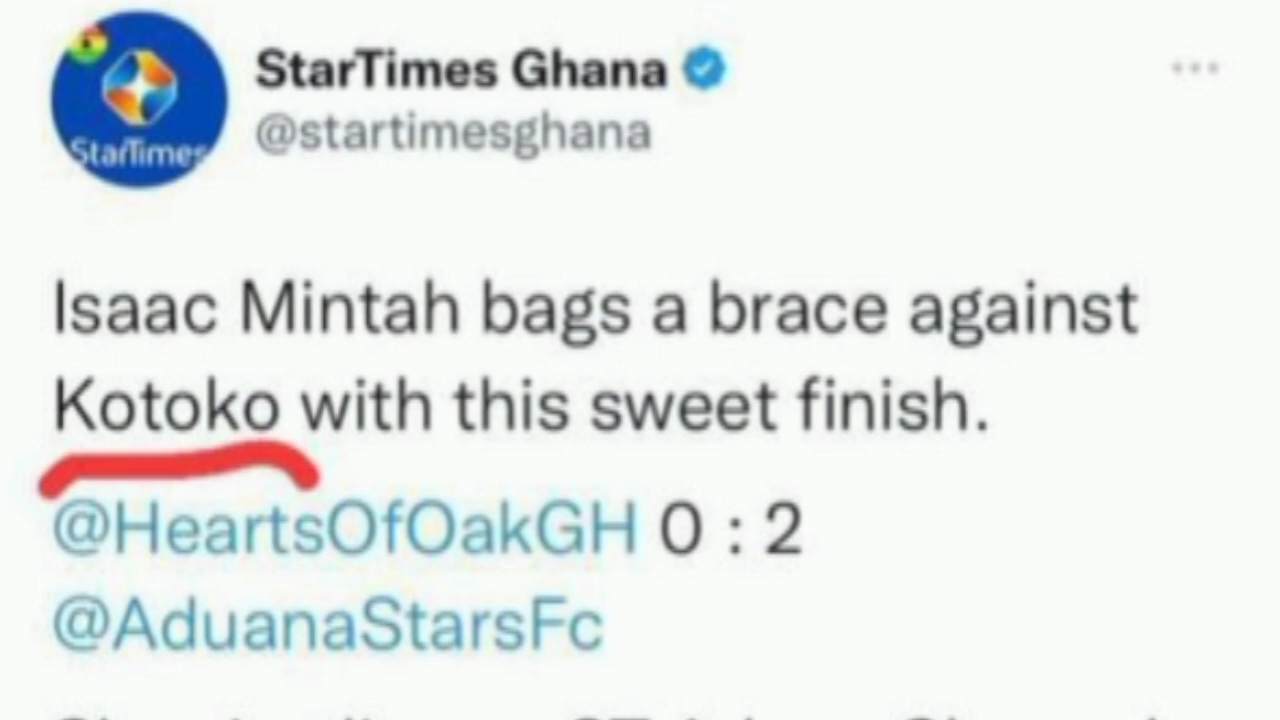 StarTimes
StarTimes Ghana
@startimesghana
Isaac Mintah bags a brace against
Kotoko with this sweet finish.
@HeartsOfOakGH 0 : 2
@AduanaStarsFc